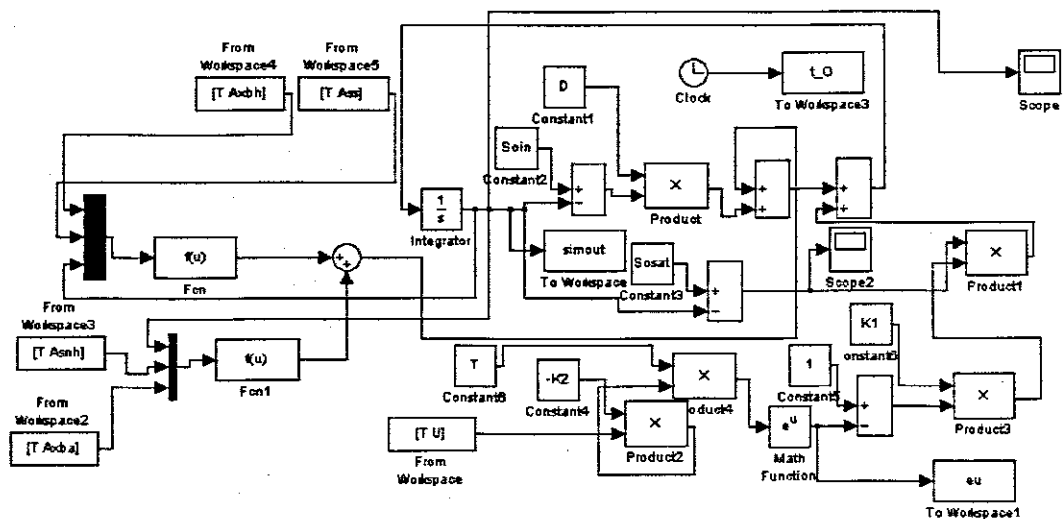 From
Workspace4
[T Axbh]
From
Workspace5
[T Ass]
D
Constant1
Clock
t_O
To Workspace3
Scope
Soin
Constant2
+
−
×
Product
+
+
+
+
1
s
Integrator
simout
To Workspace
Sosat
Constant3
+
−
Scope2
×
Product1
f(u)
Fcn
+
+
From
Workspace3
[T Asnh]
f(u)
Fcn1
From
Workspace2
[T Axba]
T
Constant6
-K2
Constant4
×
oduct4
[T U]
From
Workspace
×
Product2
e^u
Math
Function
1
Constant5
+
−
K1
onstant6
×
Product3
eu
To Workspace1